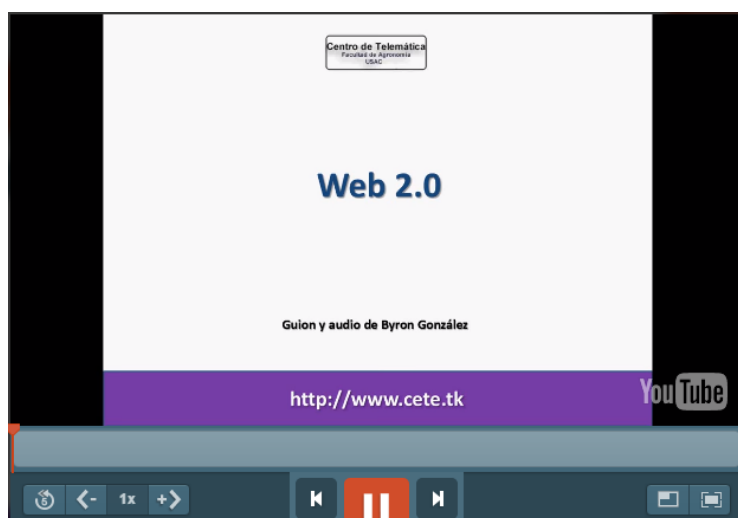 Centro de Telemática
Facultad de Agronomía
USAC
Web 2.0
Guion y audio de Byron González
http://www.cete.tk
YouTube
5
1x